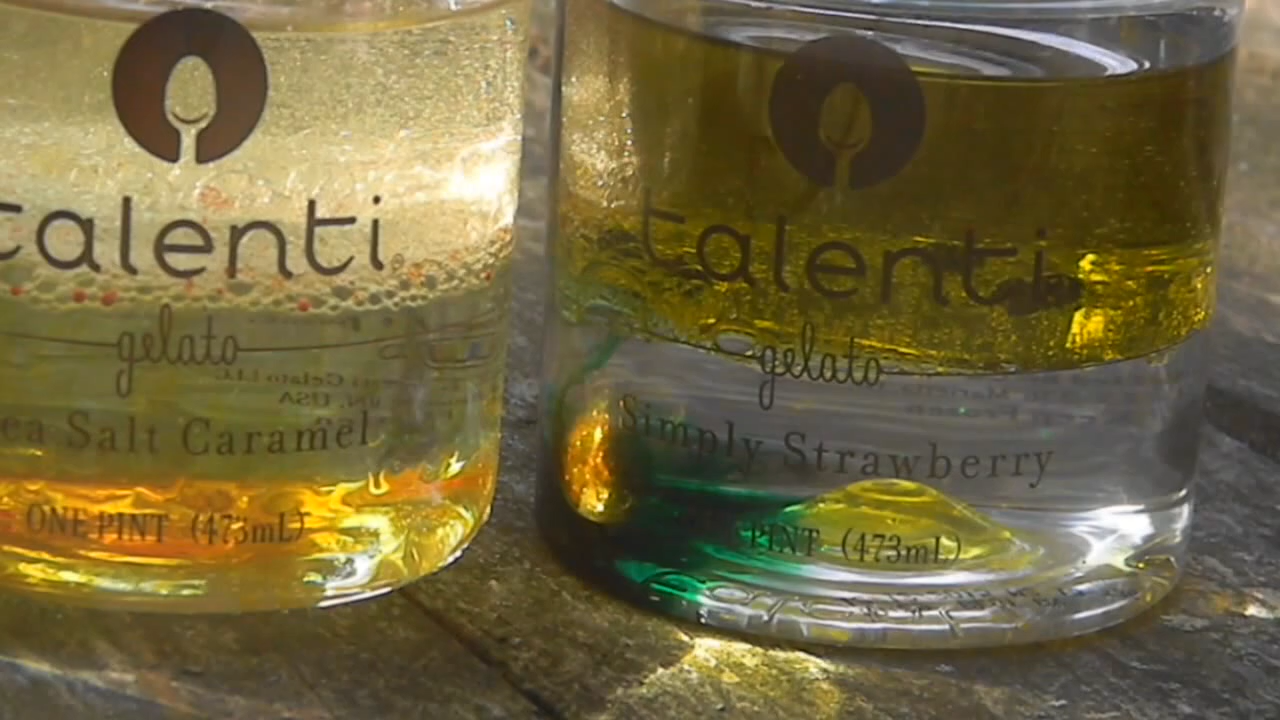 talenti
gelato
ea Salt Caramel
ONE PINT (473mL)
talenti
gelato
Simply Strawberry
PINT (473mL)